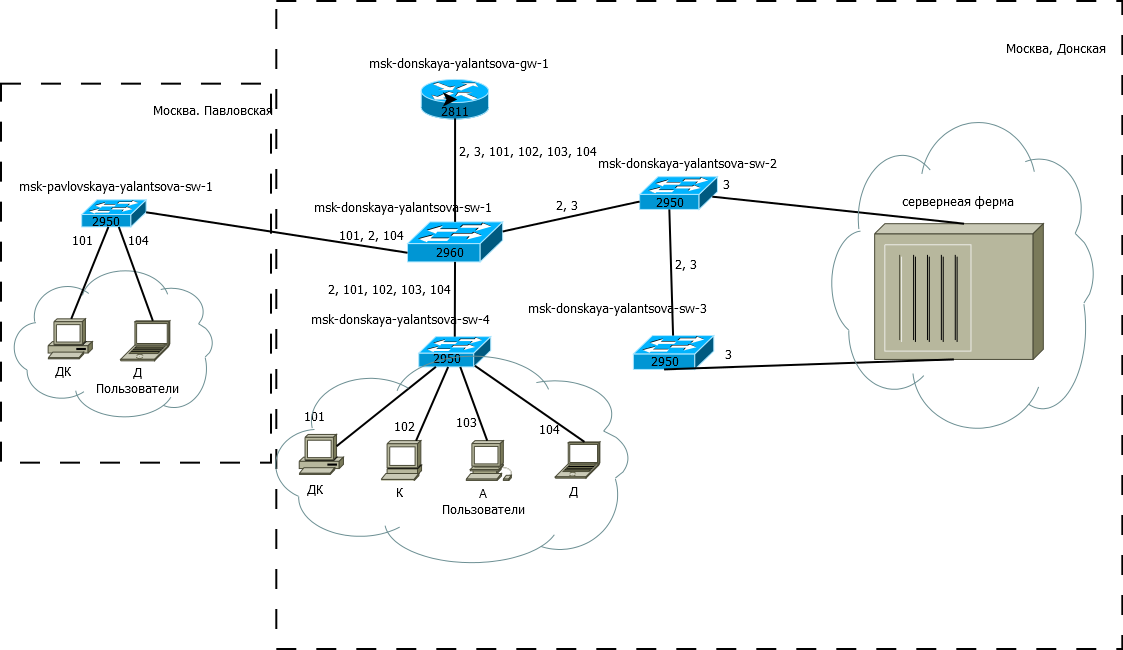 Москва, Донская
msk-donskaya-yalantsova-gw-1
2811
Москва. Павловская
2, 3, 101, 102, 103, 104
msk-donskaya-yalantsova-sw-2
2950
3
msk-pavlovskaya-yalantsova-sw-1
2950
101
104
msk-donskaya-yalantsova-sw-1
2960
101, 2, 104
2, 3
сервернеая ферма
2, 3
2, 101, 102, 103, 104
msk-donskaya-yalantsova-sw-3
2950
3
msk-donskaya-yalantsova-sw-4
2950
ДК
Д
Пользователи
101
102
103
104
ДК
К
А
Д
Пользователи